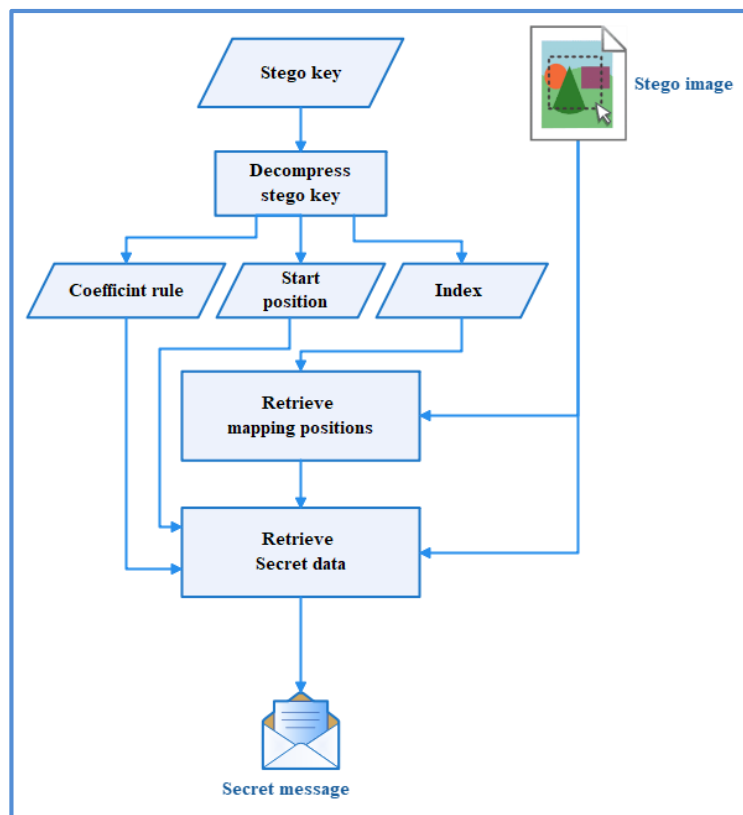 Stego key
Stego image
Decompress
stego key
Coefficint rule
Start
position
Index
Retrieve
mapping positions
Retrieve
Secret data
Secret message